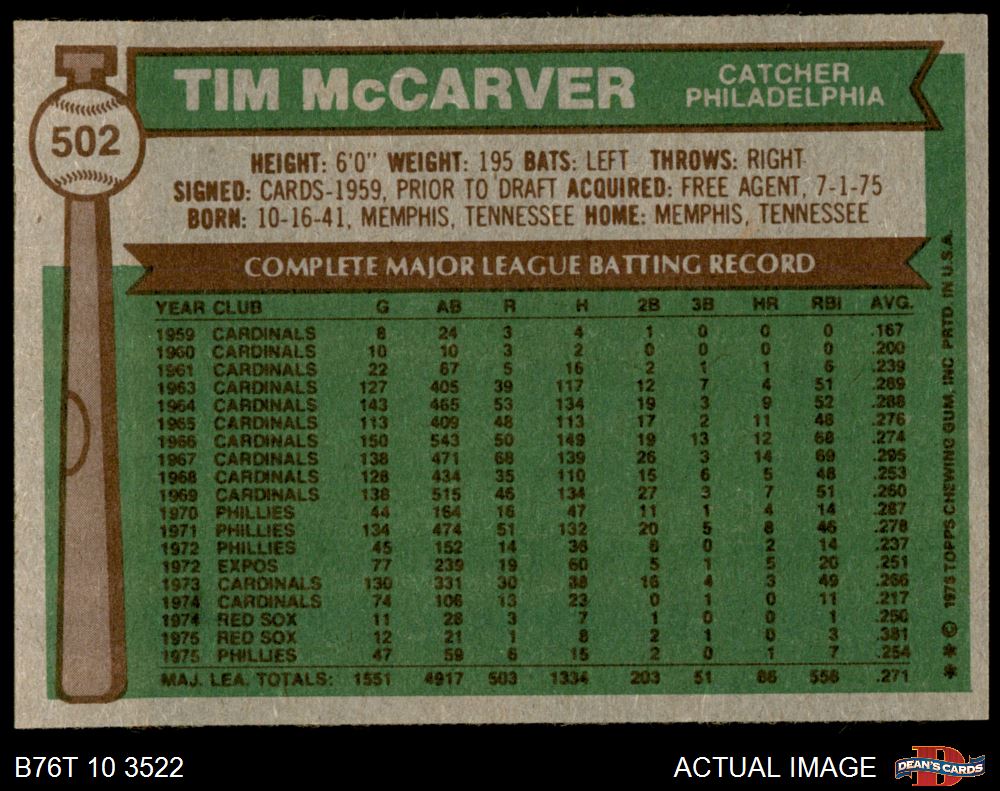 TIM McCARVER
CATCHER
PHILADELPHIA
502
HEIGHT: 6'0" WEIGHT: 195 BATS: LEFT THROWS: RIGHT
SIGNED: CARDS-1959, PRIOR TO DRAFT ACQUIRED: FREE AGENT, 7-1-75
BORN: 10-16-41, MEMPHIS, TENNESSEE HOME: MEMPHIS, TENNESSEE
COMPLETE MAJOR LEAGUE BATTING RECORD
YEAR CLUB G AB R H 2B 3B HR RBI AVG.
1959 CARDINALS 8 24 3 4 1 0 0 0 .167
1960 CARDINALS 10 10 3 2 0 0 0 0 .200
1961 CARDINALS 22 67 5 16 2 1 1 6 .239
1963 CARDINALS 127 405 39 117 12 7 4 51 .289
1964 CARDINALS 143 465 53 134 19 3 9 52 .288
1965 CARDINALS 113 409 48 113 17 2 11 48 .276
1966 CARDINALS 150 543 50 149 19 13 12 68 .274
1967 CARDINALS 138 471 68 139 26 3 14 69 .295
1968 CARDINALS 128 434 35 110 15 6 5 48 .253
1969 CARDINALS 138 515 46 134 27 3 7 51 .260
1970 PHILLIES 44 164 16 47 11 1 4 14 .287
1971 PHILLIES 134 474 51 132 20 5 8 46 .278
1972 PHILLIES 45 152 14 36 0 2 14 .237
1972 EXPOS 77 239 19 60 5 1 5 20 .251
1973 CARDINALS 130 331 30 16 4 3 49 .266
1974 CARDINALS 74 106 13 23 0 1 0 11 .217
1974 RED SOX 11 28 3 7 1 0 0 1 .250
1975 RED SOX 12 21 1 8 2 1 0 3 .381
1975 PHILLIES 47 59 6 15 2 0 1 7 .254
MAJ. LEA. TOTALS: 1551 4917 503 1334 203 51 86 556 .271
* * © 1976 TOPPS CHEWING GUM, INC. PRTD. IN U.S.A.
B76T 10 3522
ACTUAL IMAGE
D
DEAN'S CARDS